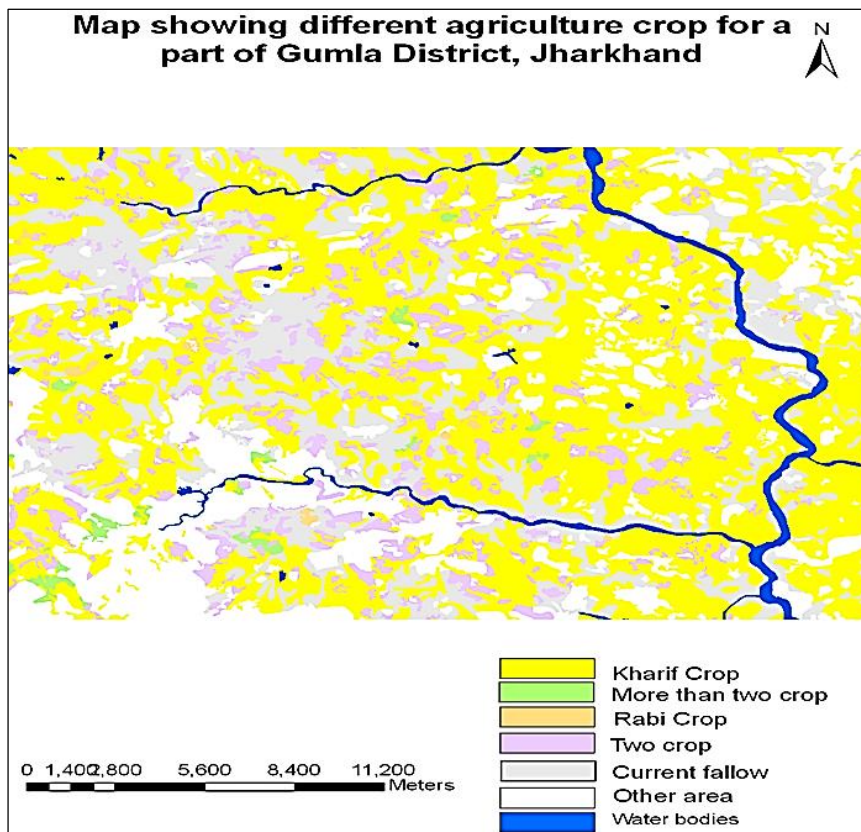 Map showing different agriculture crop for a
part of Gumla District, Jharkhand
N
Kharif Crop
More than two crop
Rabi Crop
Two crop
Current fallow
Other area
Water bodies
0 1,400 2,800 5,600 8,400 11,200
Meters